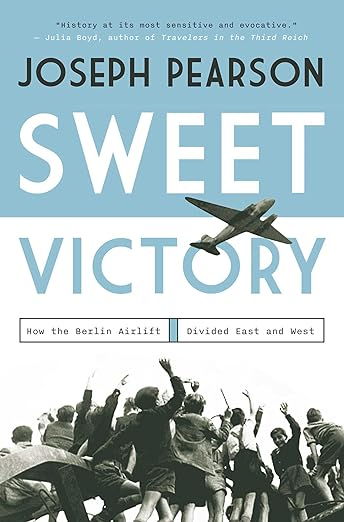 "History at its most sensitive and evocative."
— Julia Boyd, author of Travelers in the Third Reich
JOSEPH PEARSON
SWEET
VICTORY
How the Berlin Airlift Divided East and West